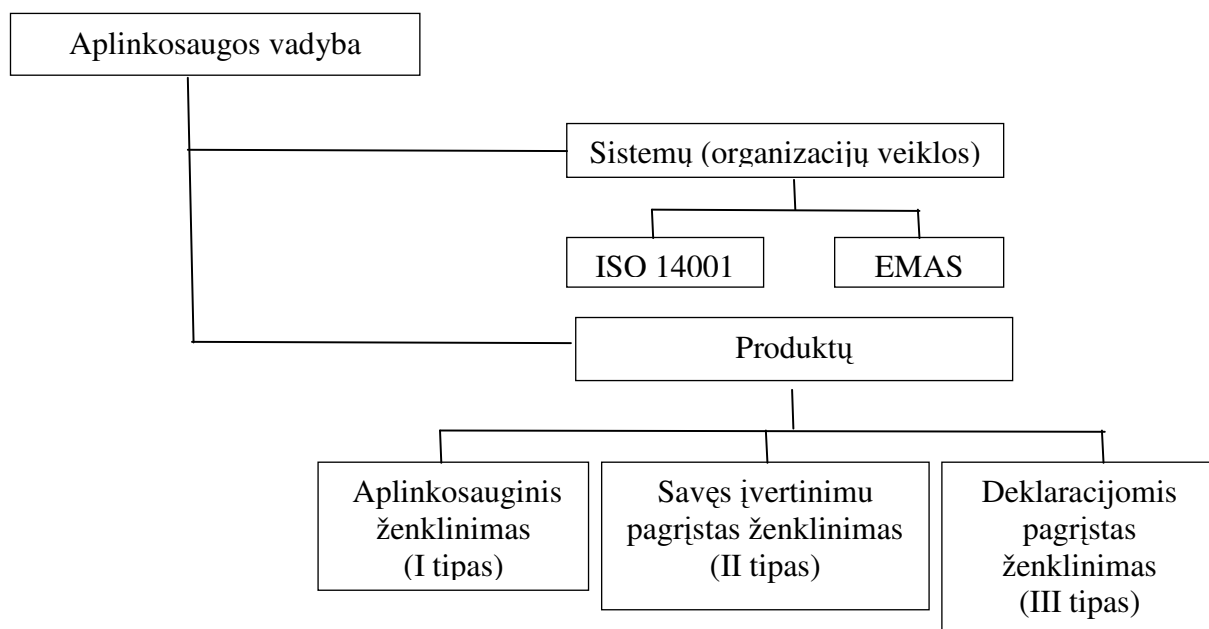 Aplinkosaugos vadyba
Sistemų (organizacijų veiklos)
ISO 14001
EMAS
Produktų
Aplinkosauginis
ženklinimas
(I tipas)
Savęs įvertinimu
pagrįstas ženklinimas
(II tipas)
Deklaracijomis
pagrįstas
ženklinimas
(III tipas)